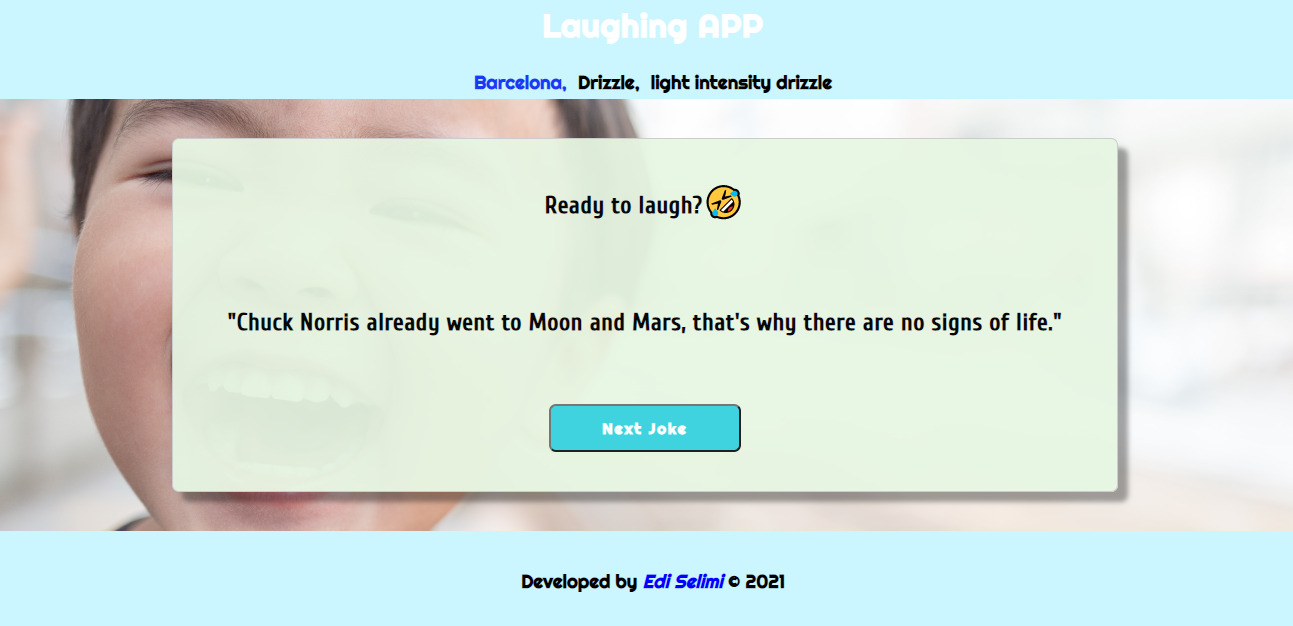 Laughing APP
Barcelona, Drizzle, light intensity drizzle
Ready to laugh?🤣
"Chuck Norris already went to Moon and Mars, that's why there are no signs of life."
Next Joke
Developed by Edi Selimi © 2021